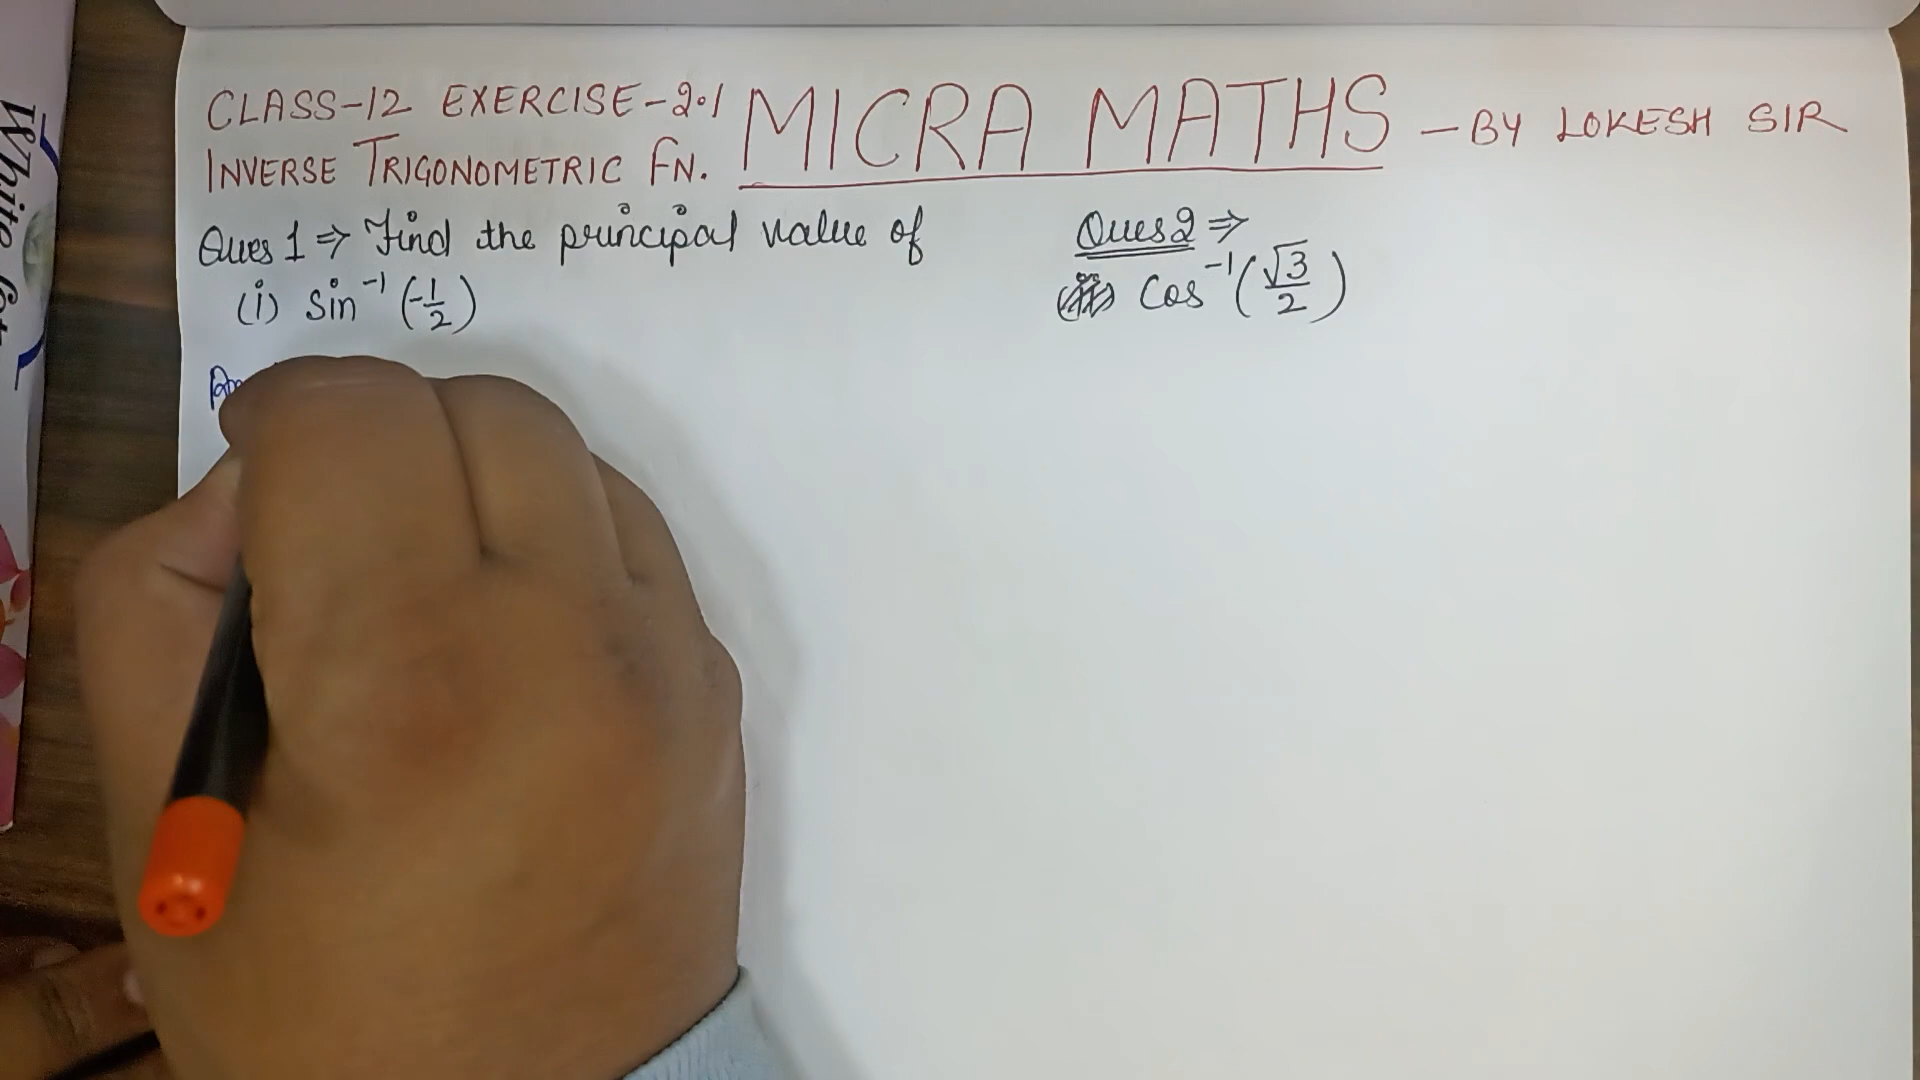 CLASS-12 EXERCISE-2.1
INVERSE TRIGONOMETRIC FN.
MICRA MATHS - BY LOKESH SIR
Ques 1 ⇒ Find the principal value of
(i) Sin⁻¹ (-1/2)
Ques 2 ⇒
Cos⁻¹ (√3/2)
White